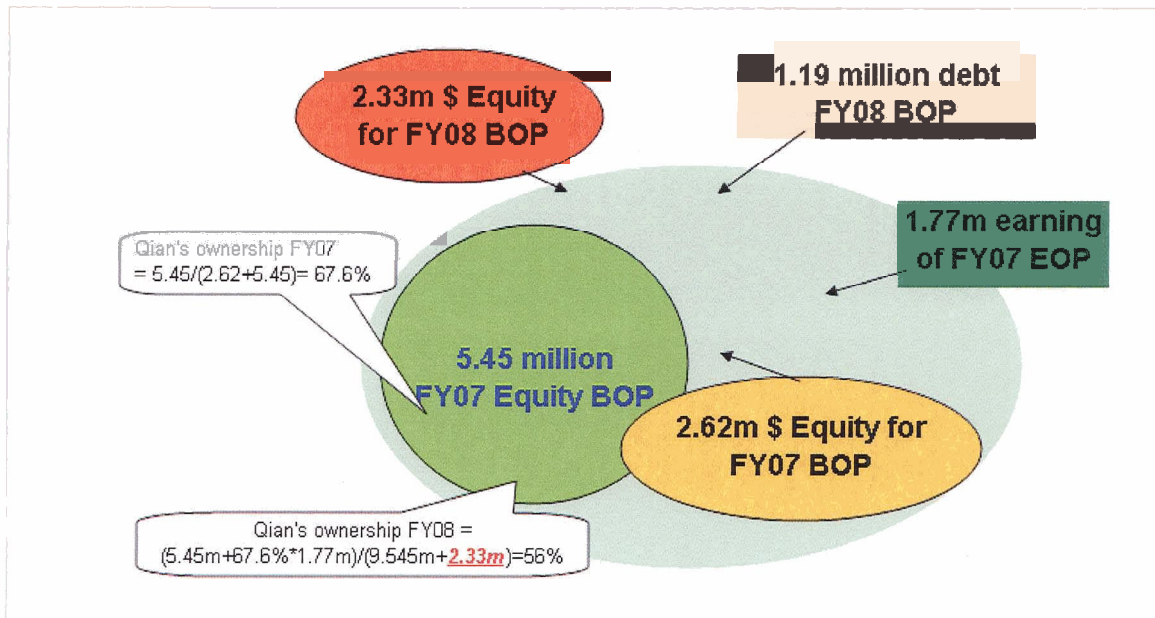 2.33m $ Equity
for FY08 BOP
1.19 million debt
FY08 BOP
1.77m earning
of FY07 EOP
Qian's ownership FY07
= 5.45/(2.62+5.45)= 67.6%
5.45 million
FY07 Equity BOP
2.62m $ Equity for
FY07 BOP
Qian's ownership FY08 =
(5.45m+67.6%*1.77m)/(9.545m+2.33m)=56%